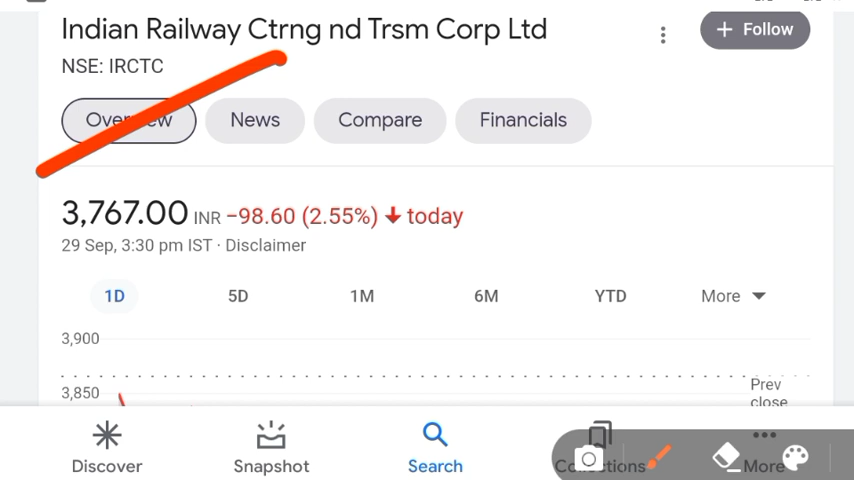 Indian Railway Ctrng nd Trsm Corp Ltd
+ Follow
NSE: IRCTC
Overview News Compare Financials
3,767.00 INR −98.60 (2.55%) ↓ today
29 Sep, 3:30 pm IST · Disclaimer
1D 5D 1M 6M YTD More
3,900
3,850
Prev
close
Discover Snapshot Search Collections More